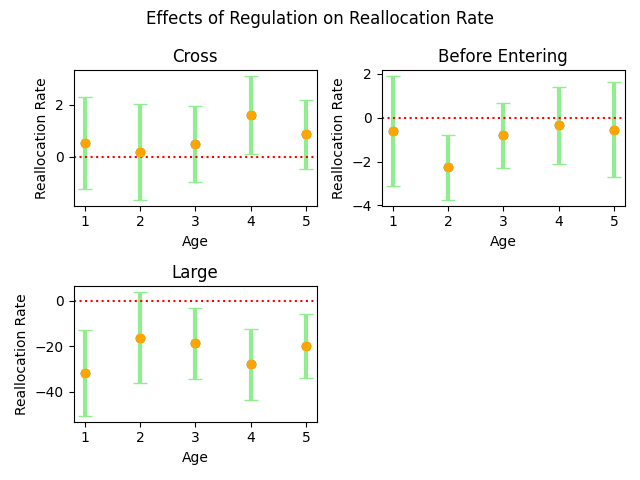 Effects of Regulation on Reallocation Rate
Cross
Reallocation Rate
2
0
1 2 3 4 5
Age
Before Entering
Reallocation Rate
2
0
−2
−4
1 2 3 4 5
Age
Large
Reallocation Rate
0
−20
−40
1 2 3 4 5
Age